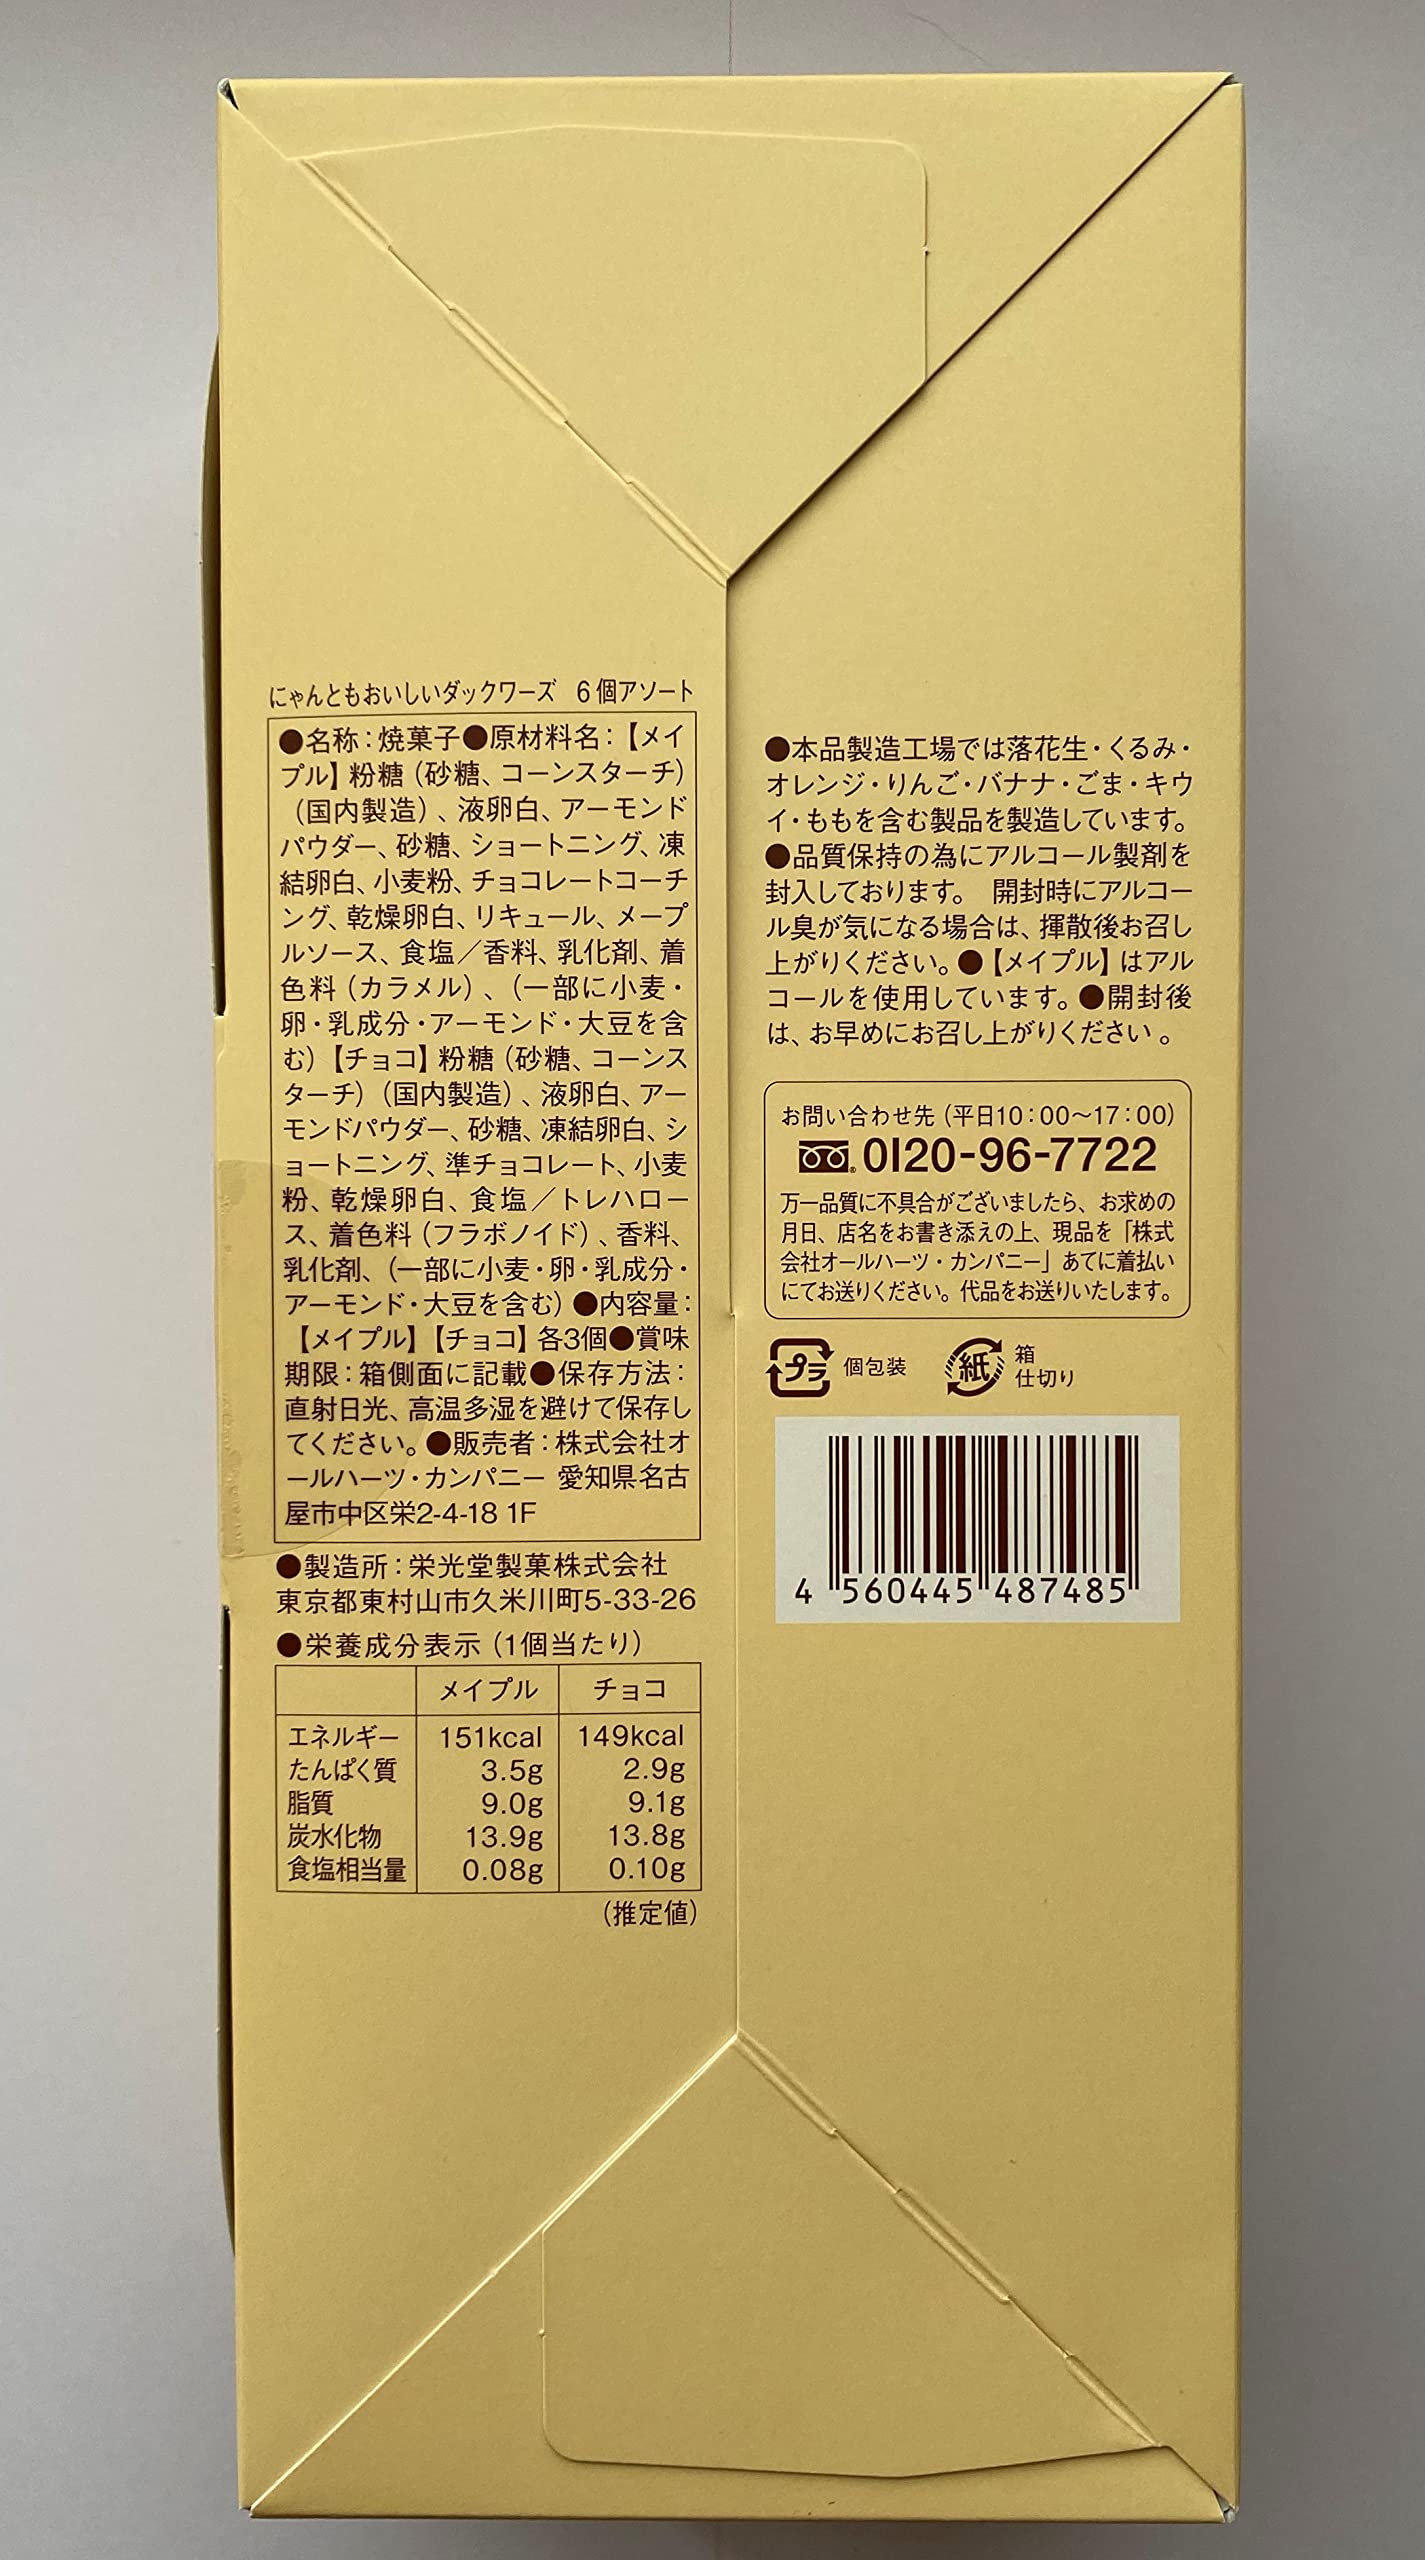 にゃんともおいしいダックワーズ 6個アソート
●名称：焼菓子●原材料名：【メイ
プル】粉糖（砂糖、コーンスターチ）
（国内製造）、液卵白、アーモンド
パウダー、砂糖、ショートニング、凍
結卵白、小麦粉、チョコレートコーチ
ング、乾燥卵白、リキュール、メープ
ルソース、食塩／香料、乳化剤、着
色料（カラメル）、（一部に小麦・
卵・乳成分・アーモンド・大豆を含
む）【チョコ】粉糖（砂糖、コーンス
ターチ）（国内製造）、液卵白、アー
モンドパウダー、砂糖、凍結卵白、シ
ョートニング、準チョコレート、小麦
粉、乾燥卵白、食塩／トレハロー
ス、着色料（フラボノイド）、香料、
乳化剤、（一部に小麦・卵・乳成分・
アーモンド・大豆を含む）●内容量：
【メイプル】【チョコ】各3個●賞味
期限：箱側面に記載●保存方法：
直射日光、高温多湿を避けて保存し
てください。●販売者：株式会社オ
ールハーツ・カンパニー 愛知県名古
屋市中区栄2-4-18 1F
●製造所：栄光堂製菓株式会社
東京都東村山市久米川町5-33-26
●栄養成分表示（1個当たり）
メイプル チョコ
エネルギー 151kcal 149kcal
たんぱく質 3.5g 2.9g
脂質 9.0g 9.1g
炭水化物 13.9g 13.8g
食塩相当量 0.08g 0.10g
（推定値）
●本品製造工場では落花生・くるみ・
オレンジ・りんご・バナナ・ごま・キウ
イ・ももを含む製品を製造しています。
●品質保持の為にアルコール製剤を
封入しております。 開封時にアルコー
ル臭が気になる場合は、揮散後お召し
上がりください。●【メイプル】はアル
コールを使用しています。●開封後
は、お早めにお召し上がりください。
お問い合わせ先（平日10：00〜17：00）
0120-96-7722
万一品質に不具合がございましたら、お求めの
月日、店名をお書き添えの上、現品を「株式
会社オールハーツ・カンパニー」あてに着払い
にてお送りください。代品をお送りいたします。
プラ 個包装 紙 箱
仕切り
4 560445 487485